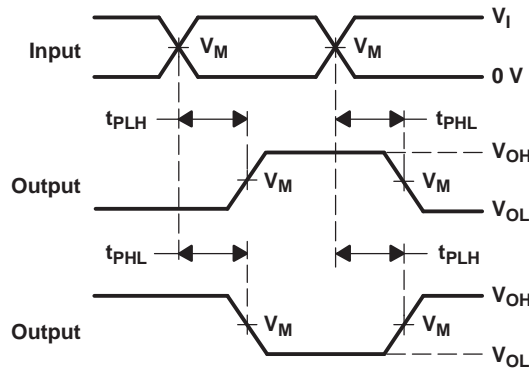 V_I
Input V_M V_M
0 V
t_PLH t_PHL
V_OH
Output V_M V_M
V_OL
t_PHL t_PLH
V_OH
Output V_M V_M
V_OL